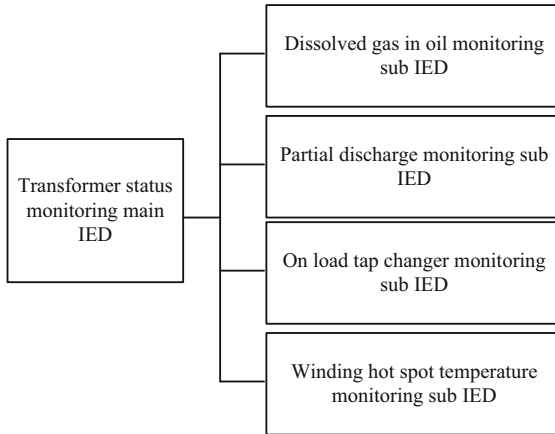 Dissolved gas in oil monitoring
sub IED
Partial discharge monitoring sub
IED
Transformer status
monitoring main
IED
On load tap changer monitoring
sub IED
Winding hot spot temperature
monitoring sub IED